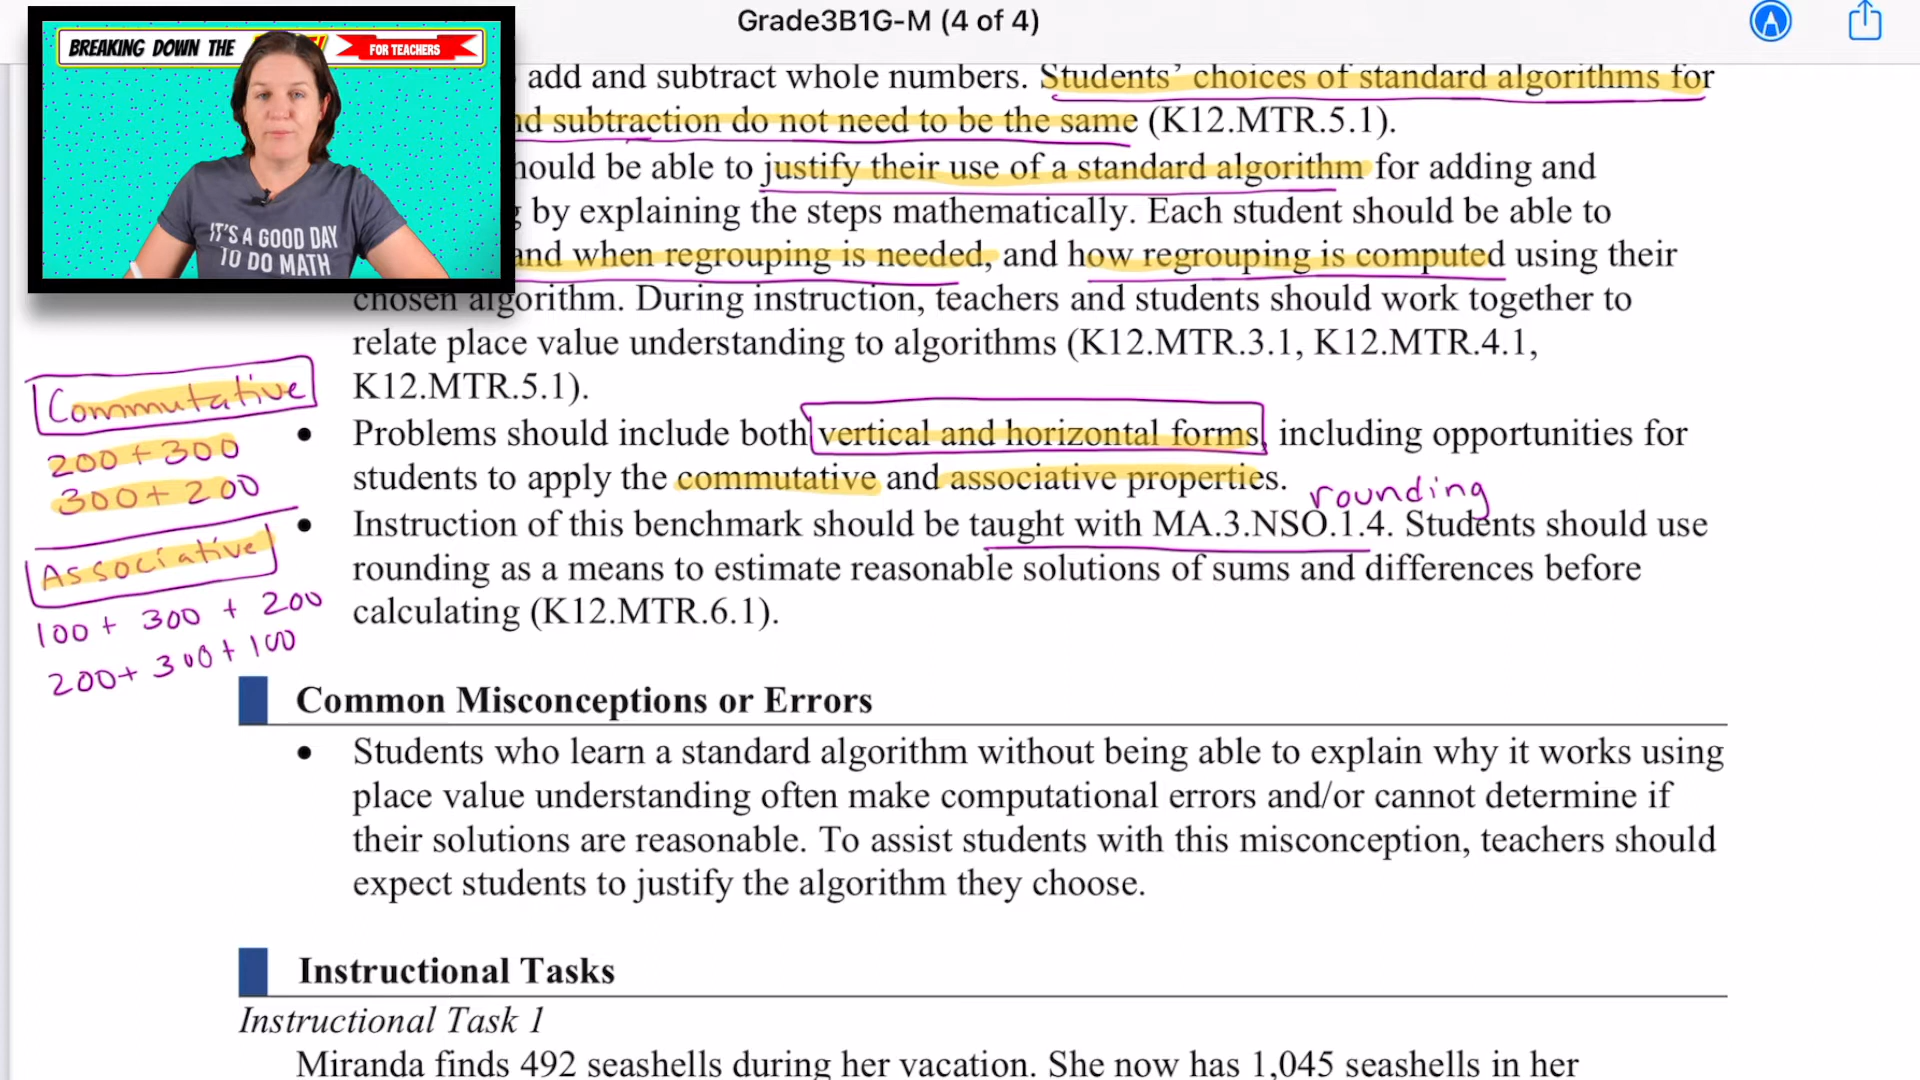 Grade3B1G-M (4 of 4)
BREAKING DOWN THE
FOR TEACHERS
IT'S A GOOD DAY
TO DO MATH
add and subtract whole numbers. Students’ choices of standard algorithms for
subtraction do not need to be the same (K12.MTR.5.1).
should be able to justify their use of a standard algorithm for adding and
by explaining the steps mathematically. Each student should be able to
and when regrouping is needed, and how regrouping is computed using their
chosen algorithm. During instruction, teachers and students should work together to
relate place value understanding to algorithms (K12.MTR.3.1, K12.MTR.4.1,
K12.MTR.5.1).
Commutative
200 + 300
300 + 200
• Problems should include both vertical and horizontal forms, including opportunities for
students to apply the commutative and associative properties.
rounding
• Instruction of this benchmark should be taught with MA.3.NSO.1.4. Students should use
rounding as a means to estimate reasonable solutions of sums and differences before
calculating (K12.MTR.6.1).
Associative
100 + 300 + 200
200 + 300 + 100
Common Misconceptions or Errors
• Students who learn a standard algorithm without being able to explain why it works using
place value understanding often make computational errors and/or cannot determine if
their solutions are reasonable. To assist students with this misconception, teachers should
expect students to justify the algorithm they choose.
Instructional Tasks
Instructional Task 1
Miranda finds 492 seashells during her vacation. She now has 1,045 seashells in her